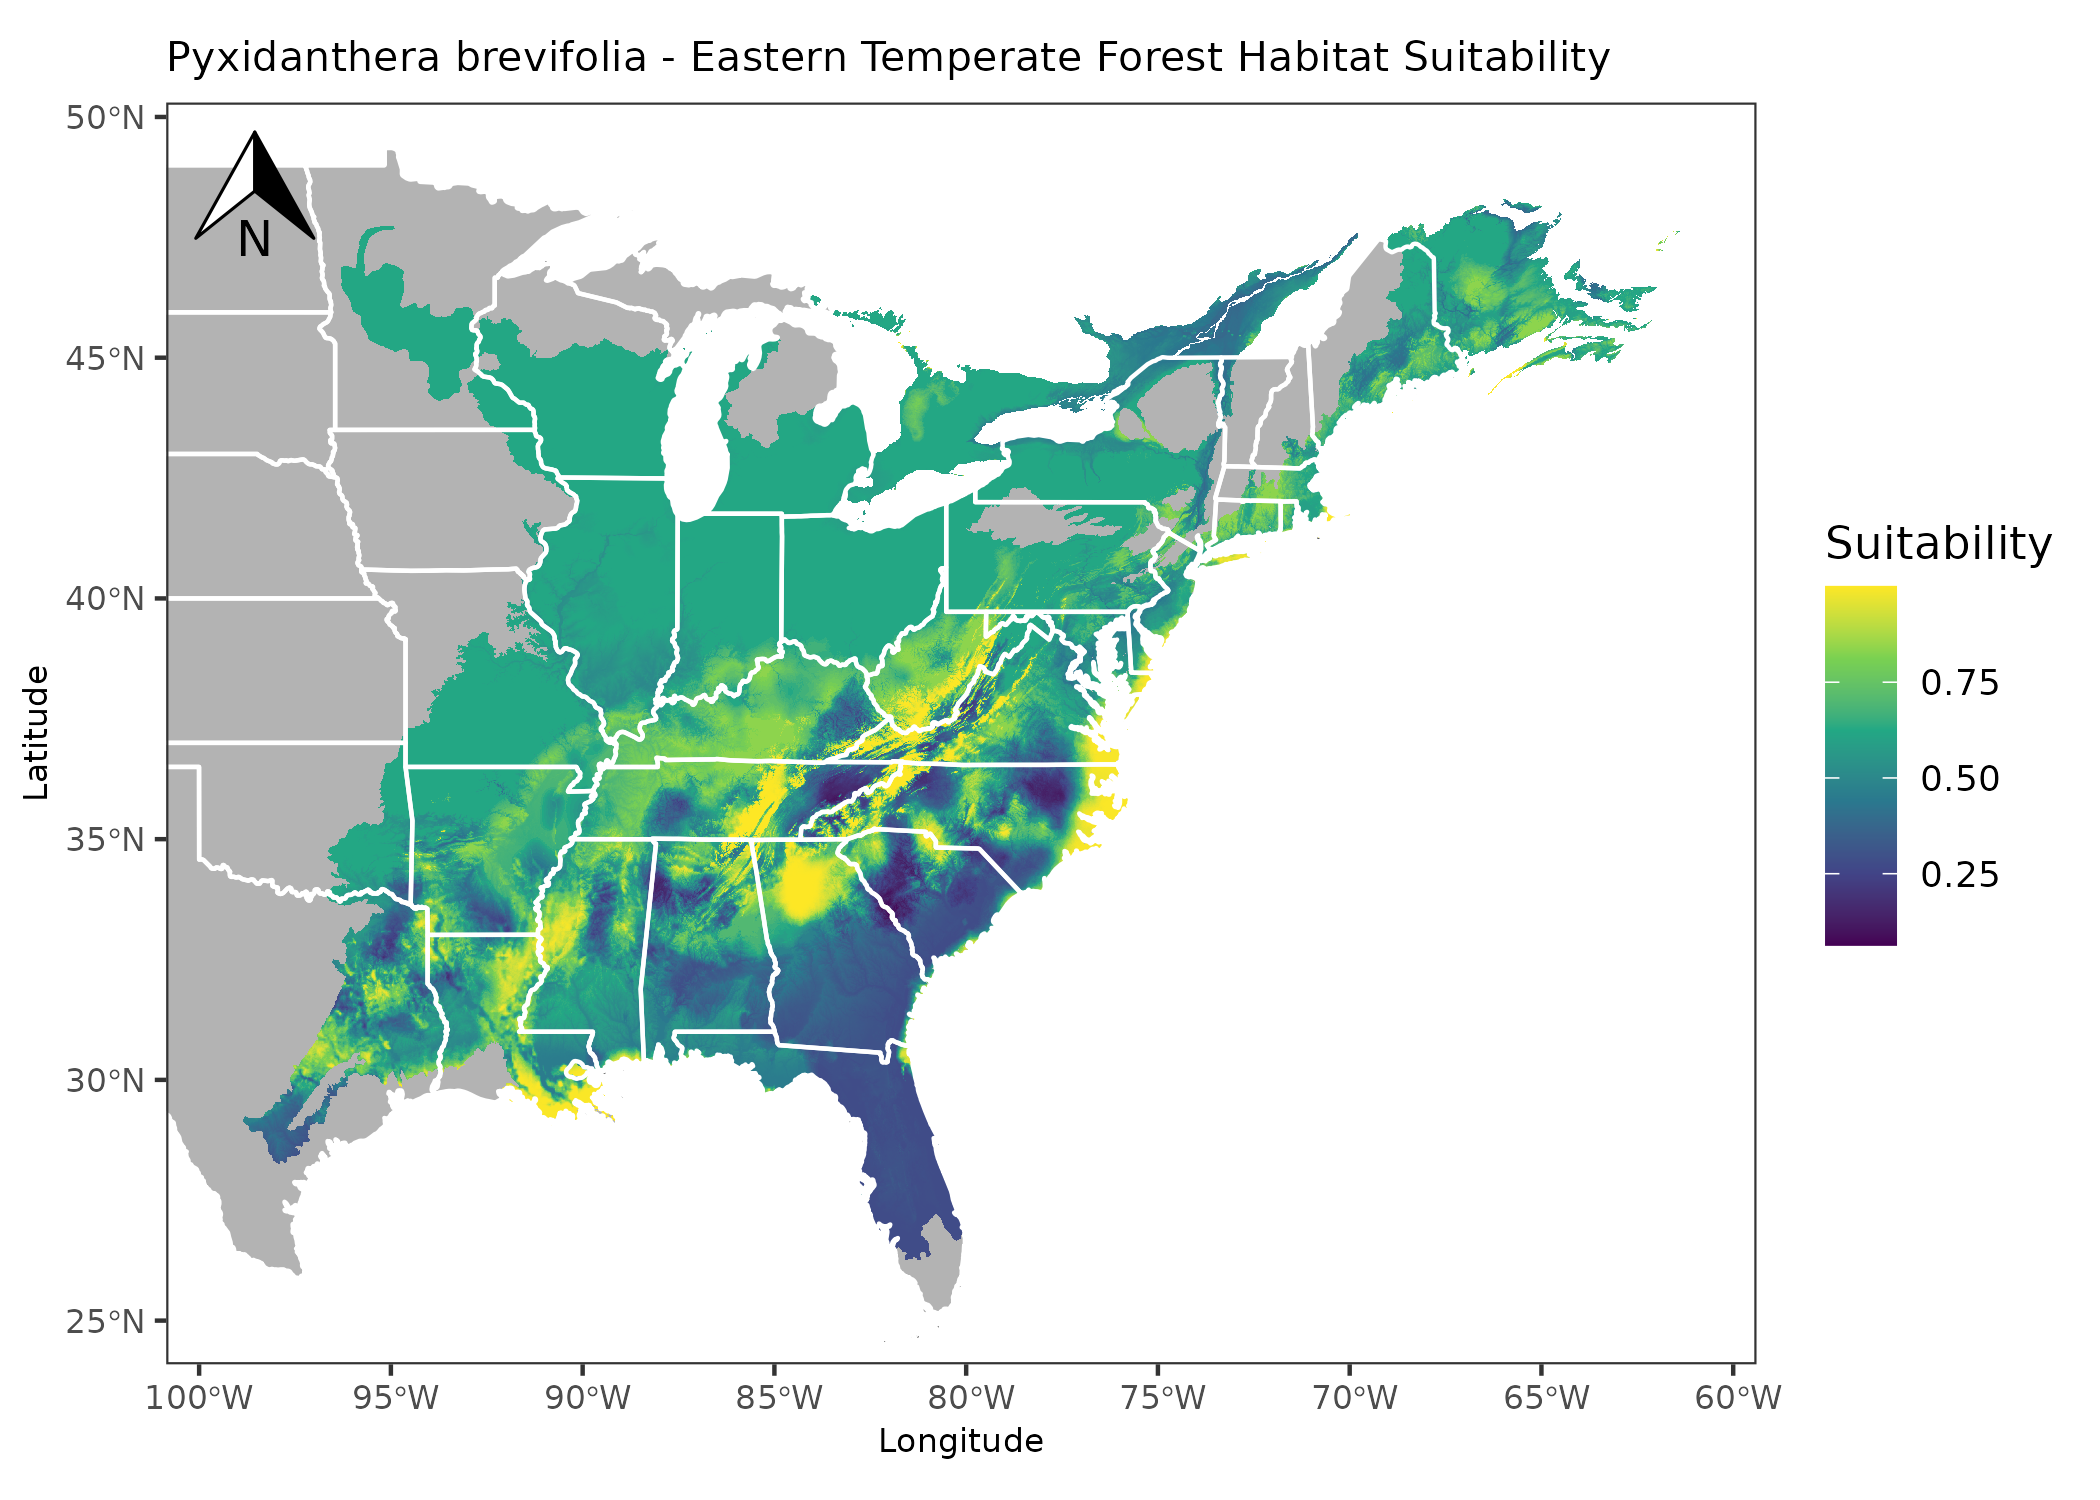 Pyxidanthera brevifolia - Eastern Temperate Forest Habitat Suitability
50°N
45°N
40°N
35°N
30°N
25°N
N
Latitude
100°W
95°W
90°W
85°W
80°W
75°W
70°W
65°W
60°W
Longitude
Suitability
0.75
0.50
0.25